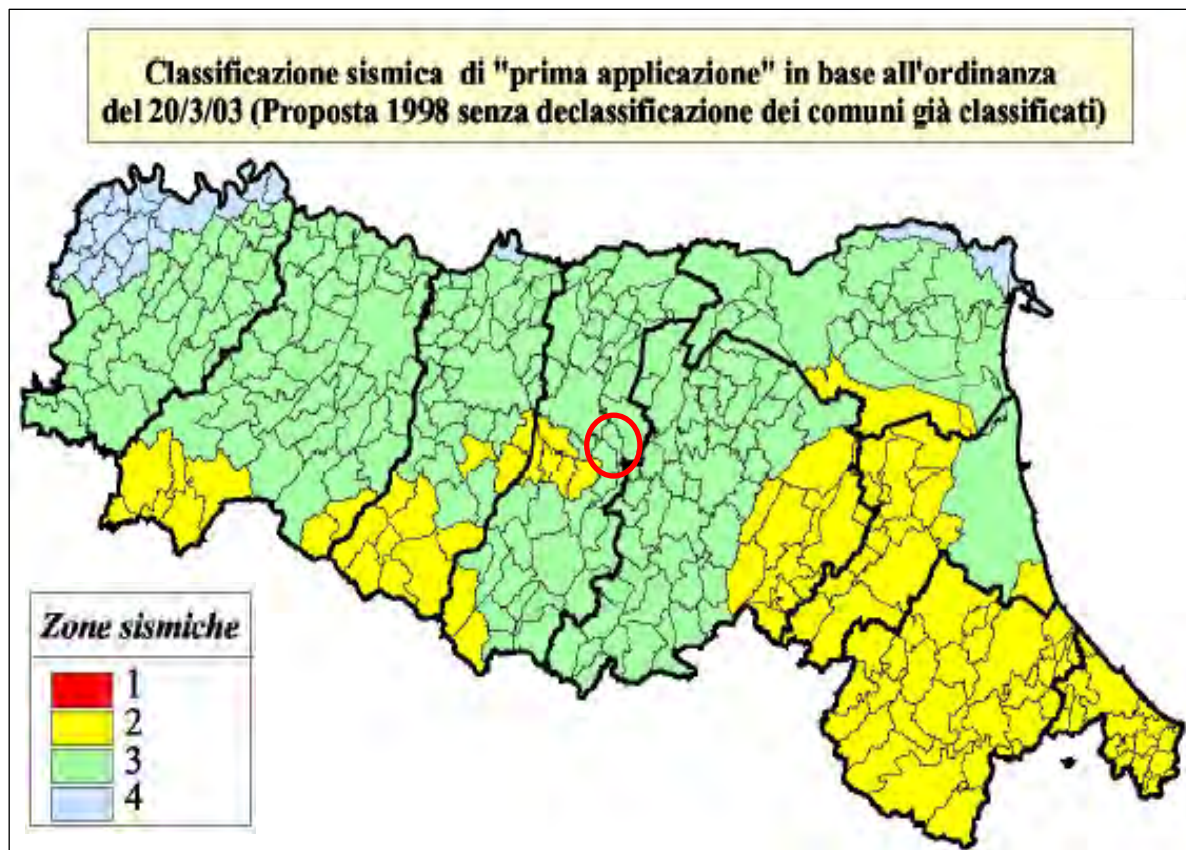 Classificazione sismica di "prima applicazione" in base all'ordinanza
del 20/3/03 (Proposta 1998 senza declassificazione dei comuni già classificati)
Zone sismiche
1
2
3
4